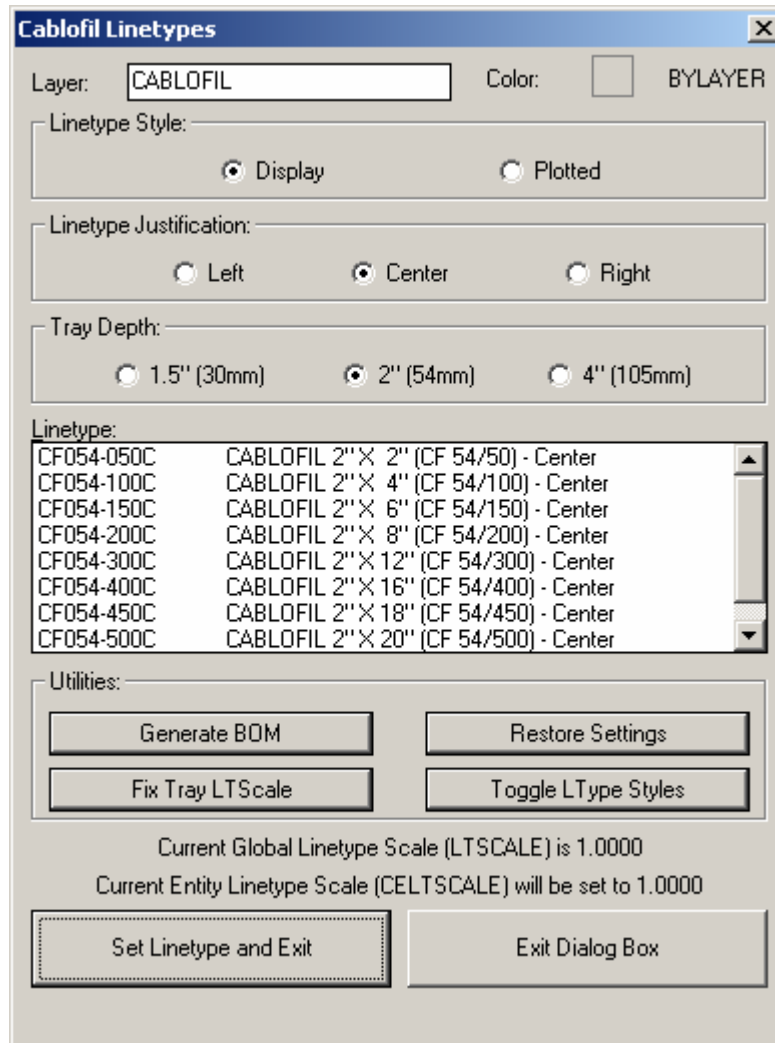 Cablofil Linetypes
Layer: CABLOFIL Color: BYLAYER
Linetype Style:
Display Plotted
Linetype Justification:
Left Center Right
Tray Depth:
1.5" (30mm) 2" (54mm) 4" (105mm)
Linetype:
CF054-050C CABLOFIL 2" X 2" (CF 54/50) - Center
CF054-100C CABLOFIL 2" X 4" (CF 54/100) - Center
CF054-150C CABLOFIL 2" X 6" (CF 54/150) - Center
CF054-200C CABLOFIL 2" X 8" (CF 54/200) - Center
CF054-300C CABLOFIL 2" X 12" (CF 54/300) - Center
CF054-400C CABLOFIL 2" X 16" (CF 54/400) - Center
CF054-450C CABLOFIL 2" X 18" (CF 54/450) - Center
CF054-500C CABLOFIL 2" X 20" (CF 54/500) - Center
Utilities:
Generate BOM Restore Settings
Fix Tray LTScale Toggle LType Styles
Current Global Linetype Scale (LTSCALE) is 1.0000
Current Entity Linetype Scale (CELTSCALE) will be set to 1.0000
Set Linetype and Exit Exit Dialog Box